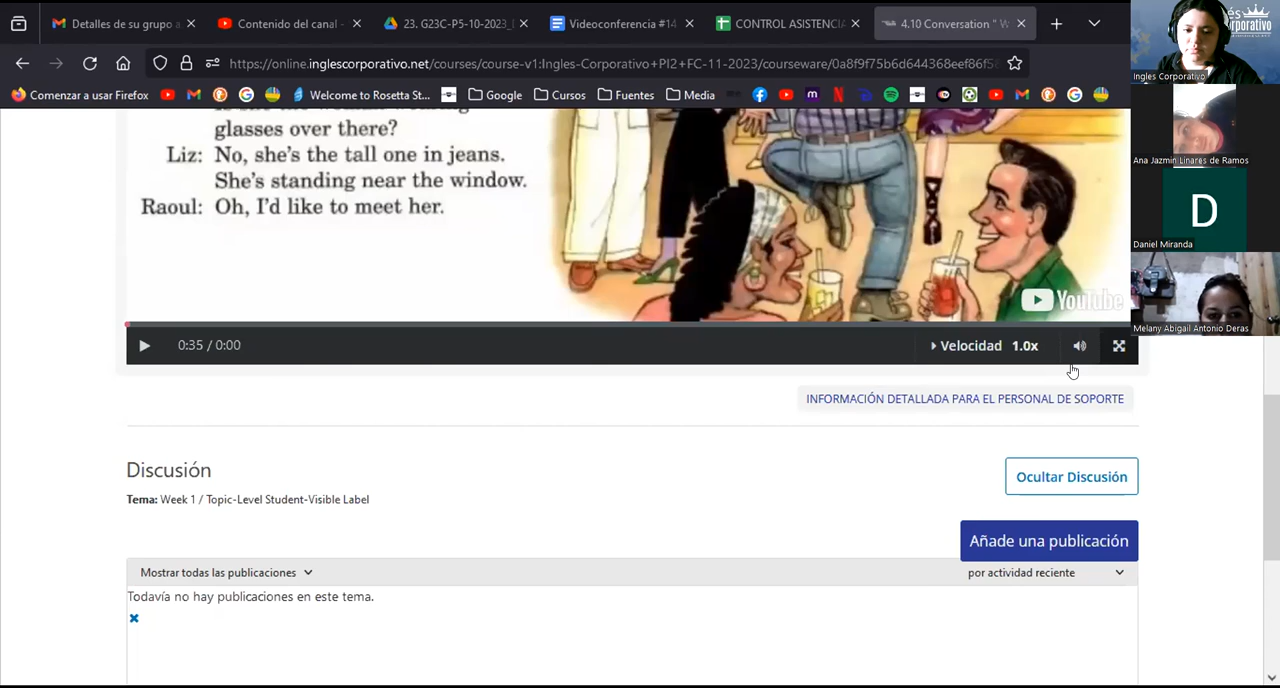 Detalles de su grupo a
Contenido del canal -
23. G23C-P5-10-2023_
Videoconferencia #14
CONTROL ASISTENCIA
4.10 Conversation " W
https://online.inglescorporativo.net/courses/course-v1:Ingles-Corporativo+PI2+FC-11-2023/courseware/0a8f9f75b6d644368eef86f5
Comenzar a usar Firefox
Welcome to Rosetta St...
Google
Cursos
Fuentes
Media
glasses over there?
Liz: No, she's the tall one in jeans.
She's standing near the window.
Raoul: Oh, I'd like to meet her.
YouTube
0:35 / 0:00
Velocidad 1.0x
INFORMACIÓN DETALLADA PARA EL PERSONAL DE SOPORTE
Discusión
Ocultar Discusión
Tema: Week 1 / Topic-Level Student-Visible Label
Añade una publicación
Mostrar todas las publicaciones
por actividad reciente
Todavía no hay publicaciones en este tema.
Corporativo
Ingles Corporativo
Ana Jazmin Linares de Ramos
D
Daniel Miranda
Melany Abigail Antonio Deras